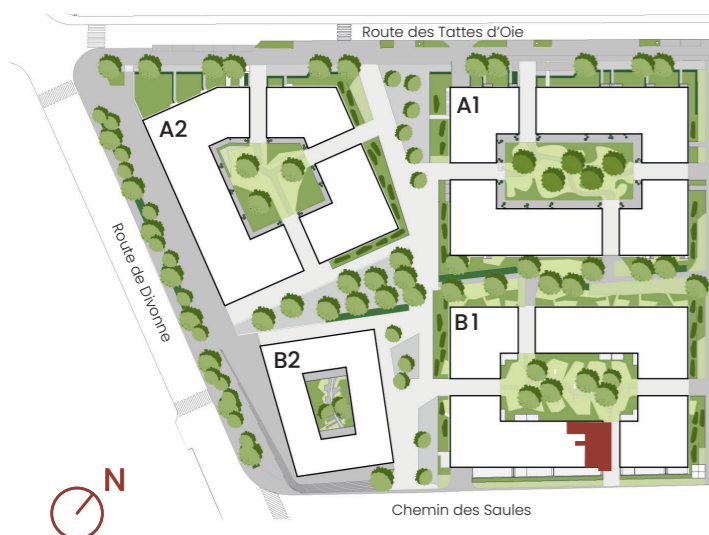 Route des Tattes d'Oie
A2
A1
Route de Divonne
B1
B2
N
Chemin des Saules